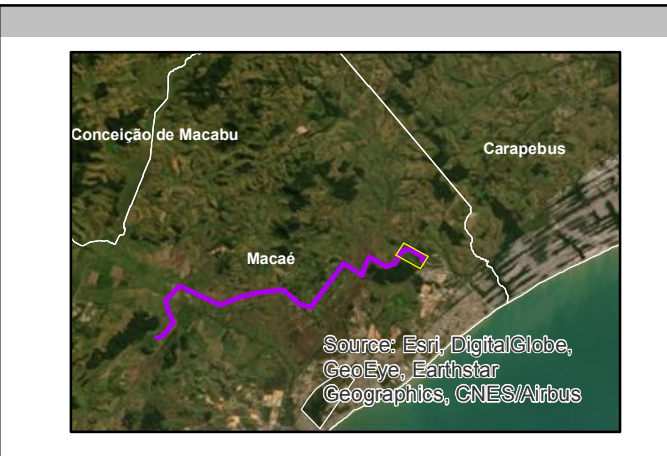 Conceição de Macabu
Carapebus
Macaé
Source: Esri, DigitalGlobe,
GeoEye, Earthstar
Geographics, CNES/Airbus